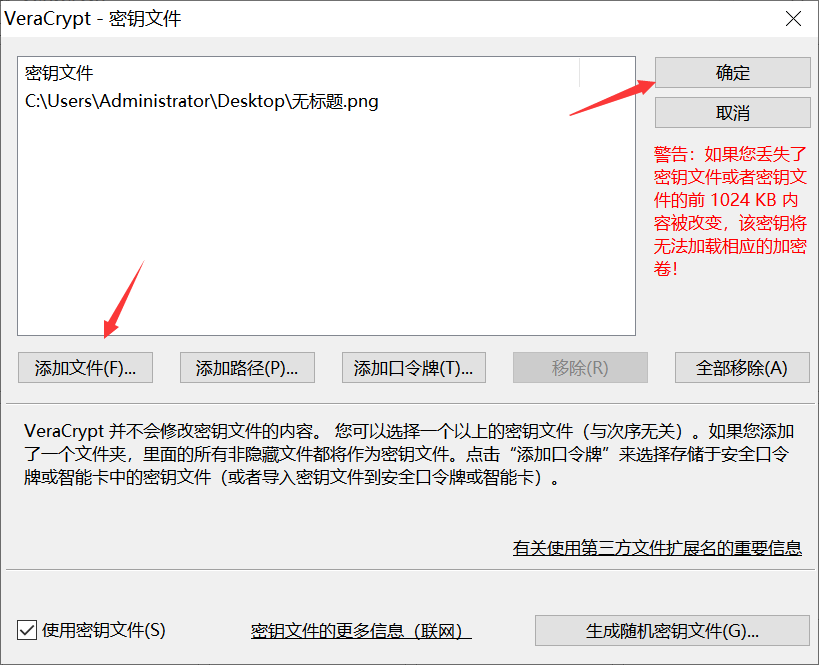 VeraCrypt - 密钥文件
密钥文件
C:\Users\Administrator\Desktop\无标题.png
确定
取消
警告：如果您丢失了
密钥文件或者密钥文
件的前 1024 KB 内
容被改变，该密钥将
无法加载相应的加密
卷！
添加文件(F)...
添加路径(P)...
添加口令牌(T)...
移除(R)
全部移除(A)
VeraCrypt 并不会修改密钥文件的内容。 您可以选择一个以上的密钥文件（与次序无关）。如果您添加
了一个文件夹，里面的所有非隐藏文件都将作为密钥文件。点击“添加口令牌”来选择存储于安全口令
牌或智能卡中的密钥文件（或者导入密钥文件到安全口令牌或智能卡）。
有关使用第三方文件扩展名的重要信息
使用密钥文件(S)
密钥文件的更多信息（联网）
生成随机密钥文件(G)...